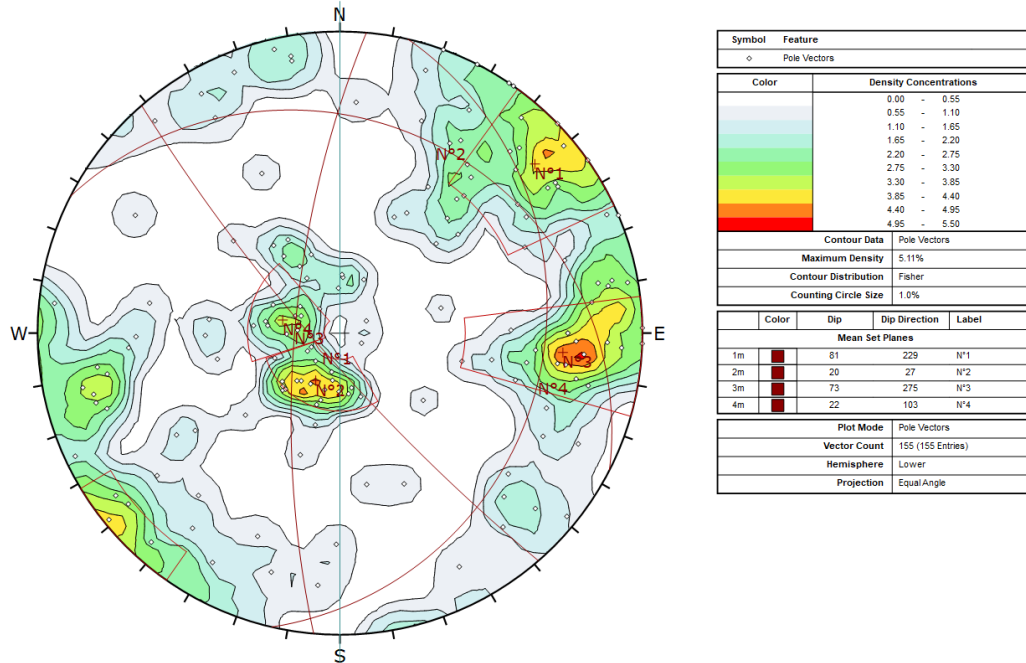 N
W
E
S
N°2
N°1
N°4
N°3
N°1
N°2
N°3
N°4
Symbol Feature
Pole Vectors
Color Density Concentrations
0.00 - 0.55
0.55 - 1.10
1.10 - 1.65
1.65 - 2.20
2.20 - 2.75
2.75 - 3.30
3.30 - 3.85
3.85 - 4.40
4.40 - 4.95
4.95 - 5.50
Contour Data Pole Vectors
Maximum Density 5.11%
Contour Distribution Fisher
Counting Circle Size 1.0%
Color Dip Dip Direction Label
Mean Set Planes
1m 81 229 N°1
2m 20 27 N°2
3m 73 275 N°3
4m 22 103 N°4
Plot Mode Pole Vectors
Vector Count 155 (155 Entries)
Hemisphere Lower
Projection Equal Angle